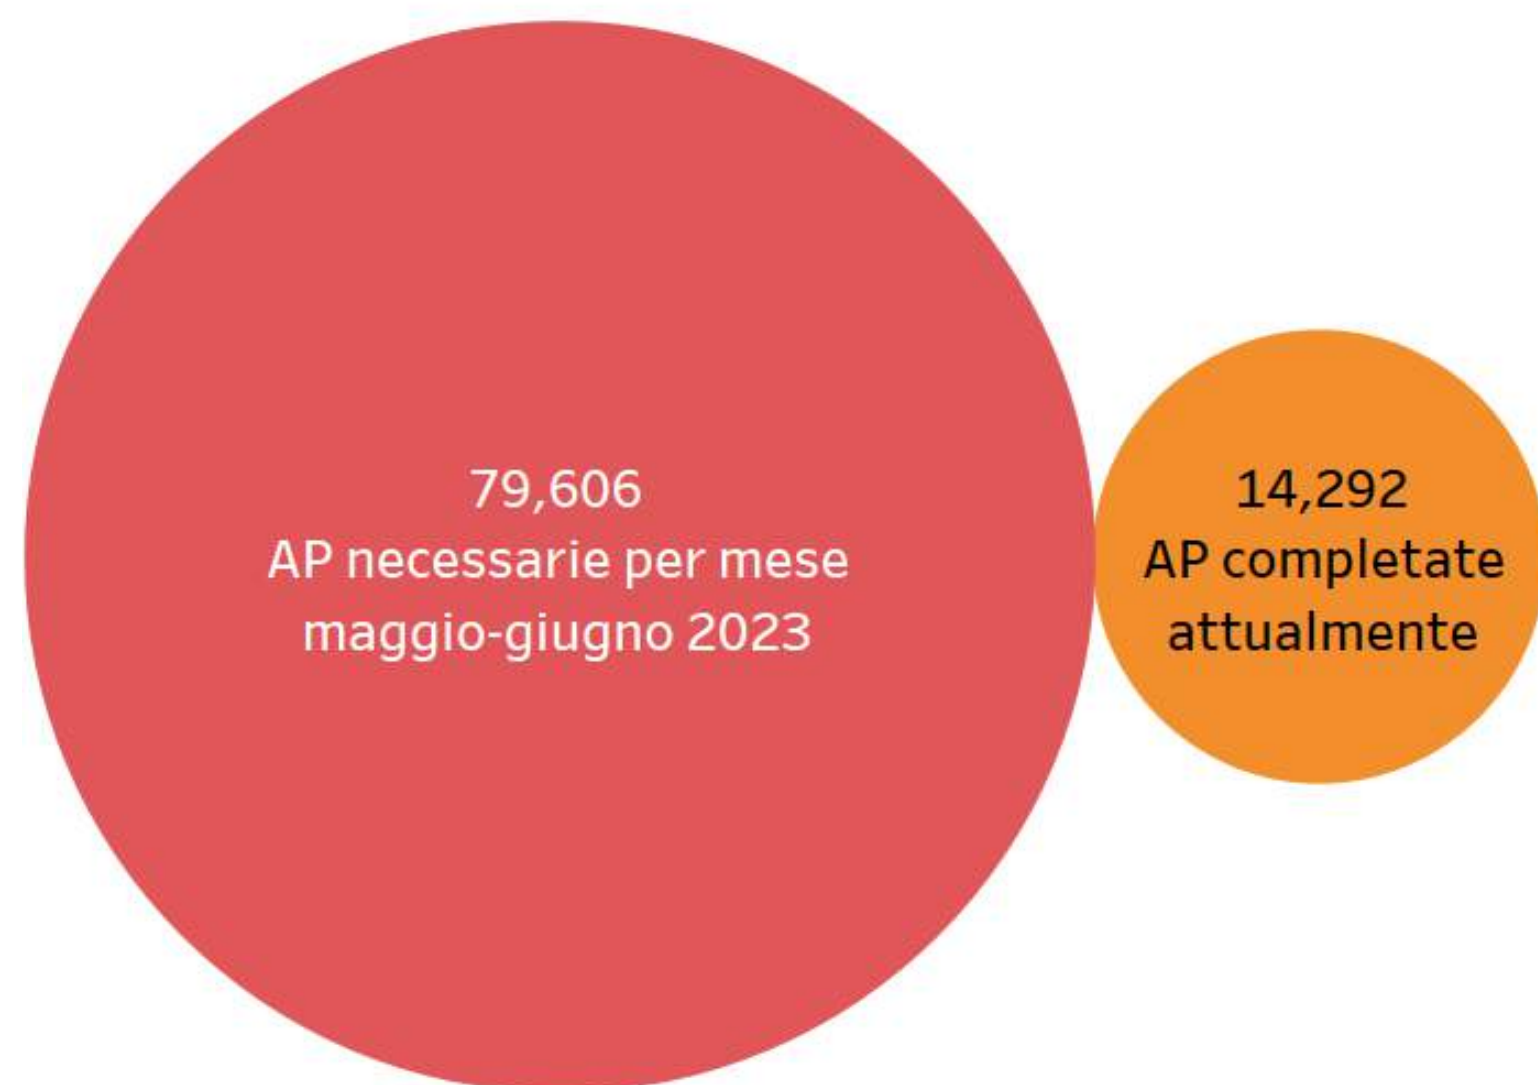 79,606
AP necessarie per mese
maggio-giugno 2023
14,292
AP completate
attualmente